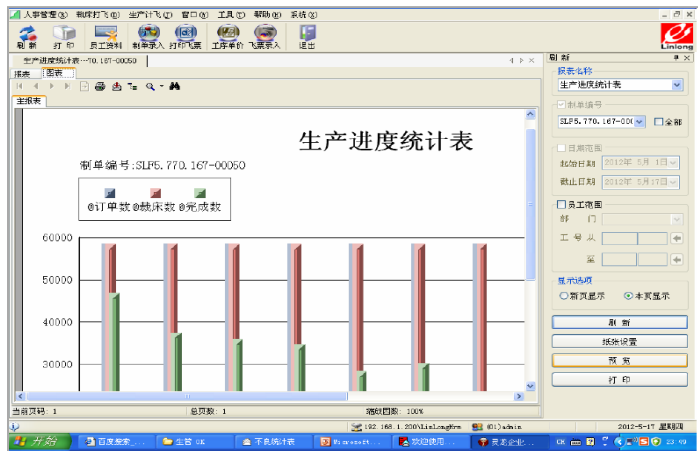 人事管理(X) 裁床打飞(Q) 生产计飞(T) 窗口(W) 工具(T) 帮助(B) 系统(X)
刷 新 打 印 员工资料 制单录入 打印飞票 工序单价 飞票录入 退出
Linlong
生产进度统计表--70.167-00050
报表 图表
主报表
生产进度统计表
制单编号:SLF5.770.167-00050
@订单数 @裁床数 @完成数
60000
50000
40000
30000
当前页码: 1 总页数: 1 缩放因数: 100%
刷 新
报表名称
生产进度统计表
制单编号
SLF5.770.167-00( 全部
日期范围
起始日期 2012年 5月 1日
截止日期 2012年 5月17日
员工范围
部 门
工 号 从
至
显示选项
新页显示 本页显示
刷 新
纸张设置
预 览
打 印
192.168.1.200\LinLongHrm (01)admin 2012-5-17 星期四
开始 百度搜索_... 生管 OK 不良统计表 Microsoft... 欢迎使用... 灵龙企业... CH 23:49